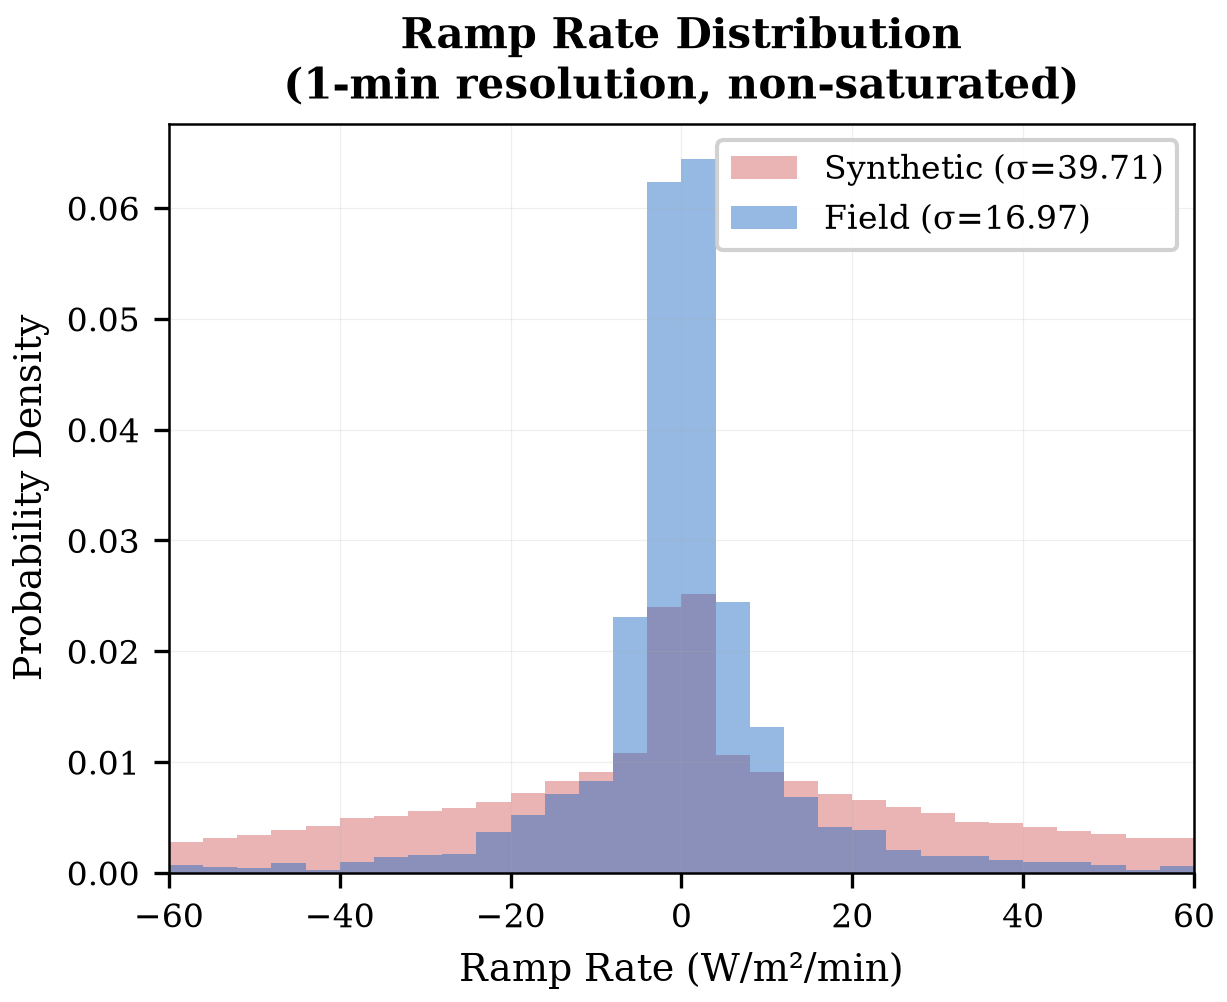 Ramp Rate Distribution
(1-min resolution, non-saturated)
Synthetic (σ=39.71)
Field (σ=16.97)
Probability Density
0.06
0.05
0.04
0.03
0.02
0.01
0.00
−60 −40 −20 0 20 40 60
Ramp Rate (W/m²/min)